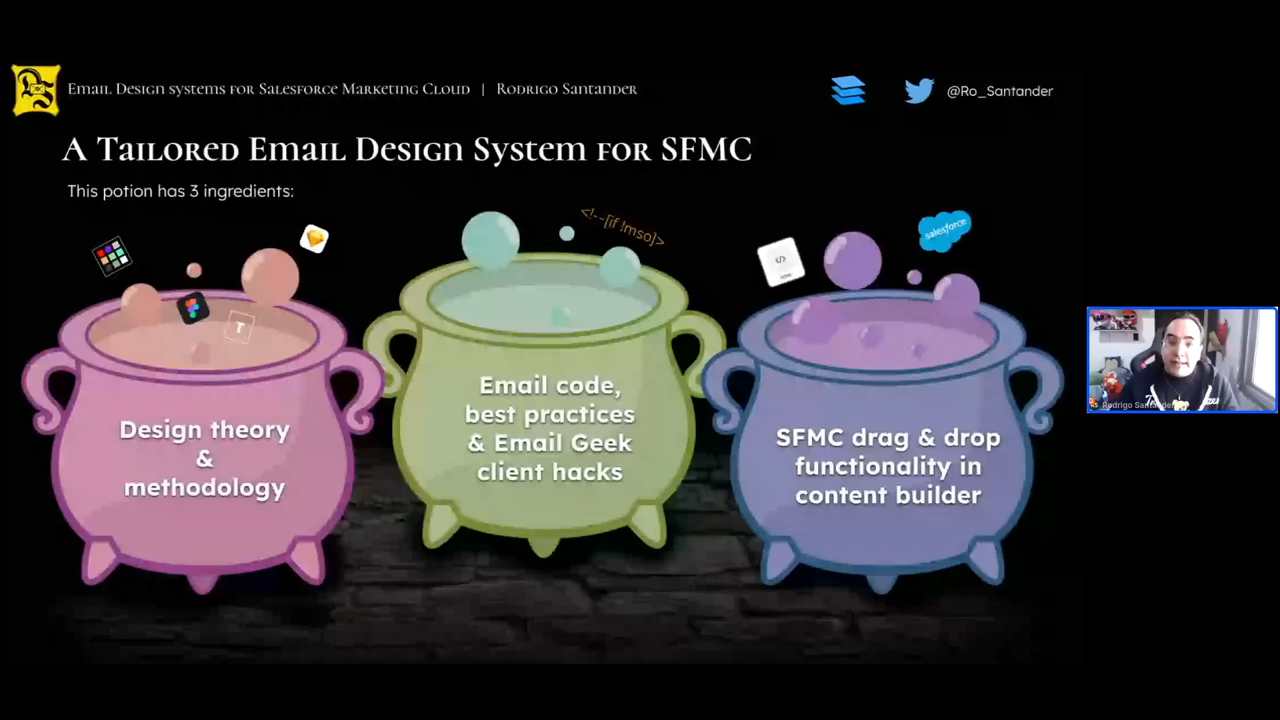 Email Design systems for Salesforce Marketing Cloud | Rodrigo Santander
@Ro_Santander
A Tailored Email Design System for SFMC
This potion has 3 ingredients:
<!--[if !mso]>
salesforce
T
Design theory
&
methodology
Email code,
best practices
& Email Geek
client hacks
SFMC drag & drop
functionality in
content builder
Rodrigo Santander